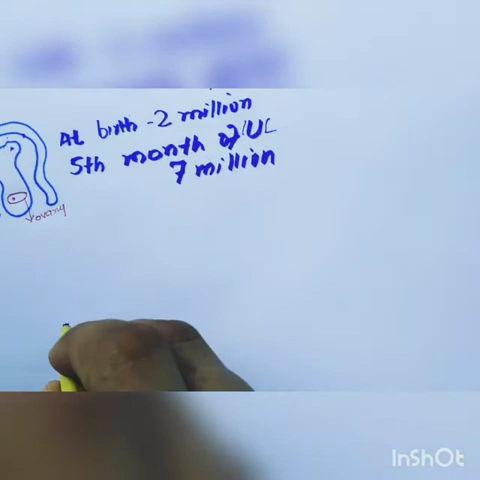 At birth - 2 million
5th month of IUL
7 million
ovary
InShOt